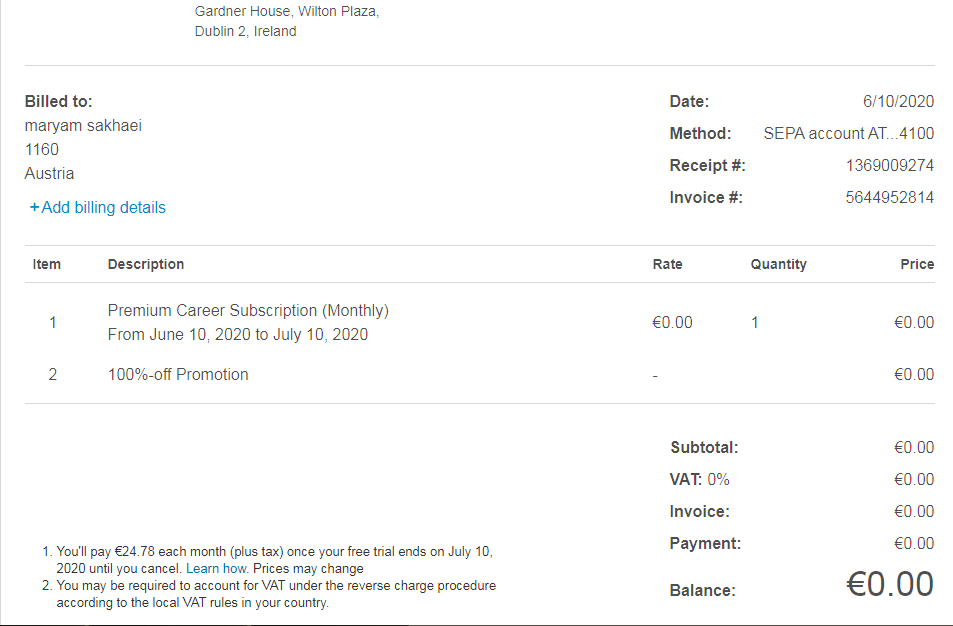 Gardner House, Wilton Plaza,
Dublin 2, Ireland
Billed to:
maryam sakhaei
1160
Austria
+Add billing details
Date: 6/10/2020
Method: SEPA account AT...4100
Receipt #: 1369009274
Invoice #: 5644952814
Item Description Rate Quantity Price
1 Premium Career Subscription (Monthly) €0.00 1 €0.00
From June 10, 2020 to July 10, 2020
2 100%-off Promotion - €0.00
Subtotal: €0.00
VAT: 0% €0.00
Invoice: €0.00
Payment: €0.00
Balance: €0.00
1. You'll pay €24.78 each month (plus tax) once your free trial ends on July 10,
2020 until you cancel. Learn how. Prices may change
2. You may be required to account for VAT under the reverse charge procedure
according to the local VAT rules in your country.